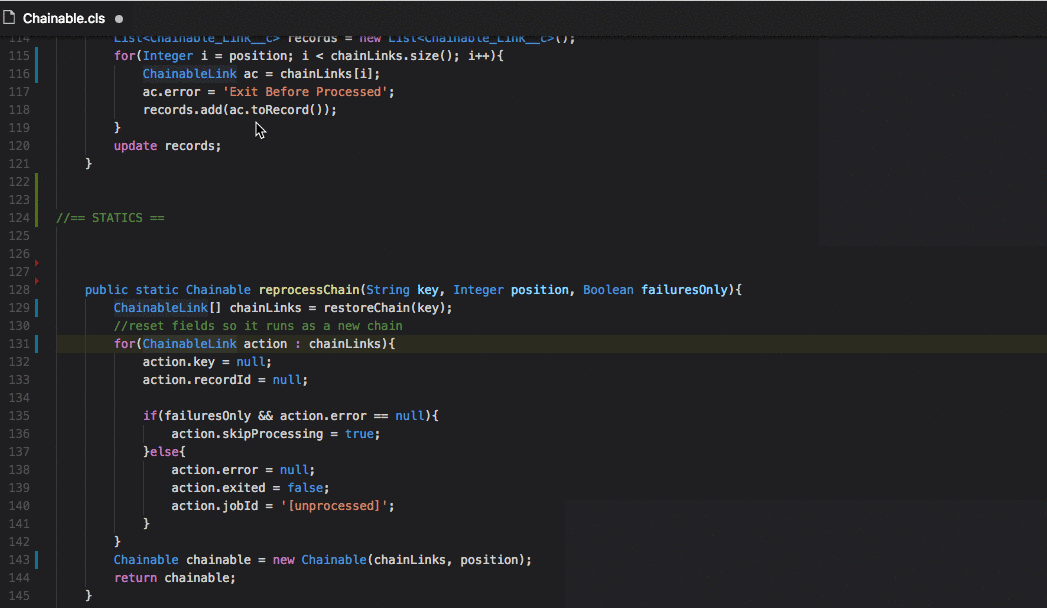 Chainable.cls
114 List<Chainable_Link__c> records = new List<Chainable_Link__c>();
115 for(Integer i = position; i < chainLinks.size(); i++){
116 ChainableLink ac = chainLinks[i];
117 ac.error = 'Exit Before Processed';
118 records.add(ac.toRecord());
119 }
120 update records;
121 }
122
123
124 //== STATICS ==
125
126
127
128 public static Chainable reprocessChain(String key, Integer position, Boolean failuresOnly){
129 ChainableLink[] chainLinks = restoreChain(key);
130 //reset fields so it runs as a new chain
131 for(ChainableLink action : chainLinks){
132 action.key = null;
133 action.recordId = null;
134
135 if(failuresOnly && action.error == null){
136 action.skipProcessing = true;
137 }else{
138 action.error = null;
139 action.exited = false;
140 action.jobId = '[unprocessed]';
141 }
142 }
143 Chainable chainable = new Chainable(chainLinks, position);
144 return chainable;
145 }